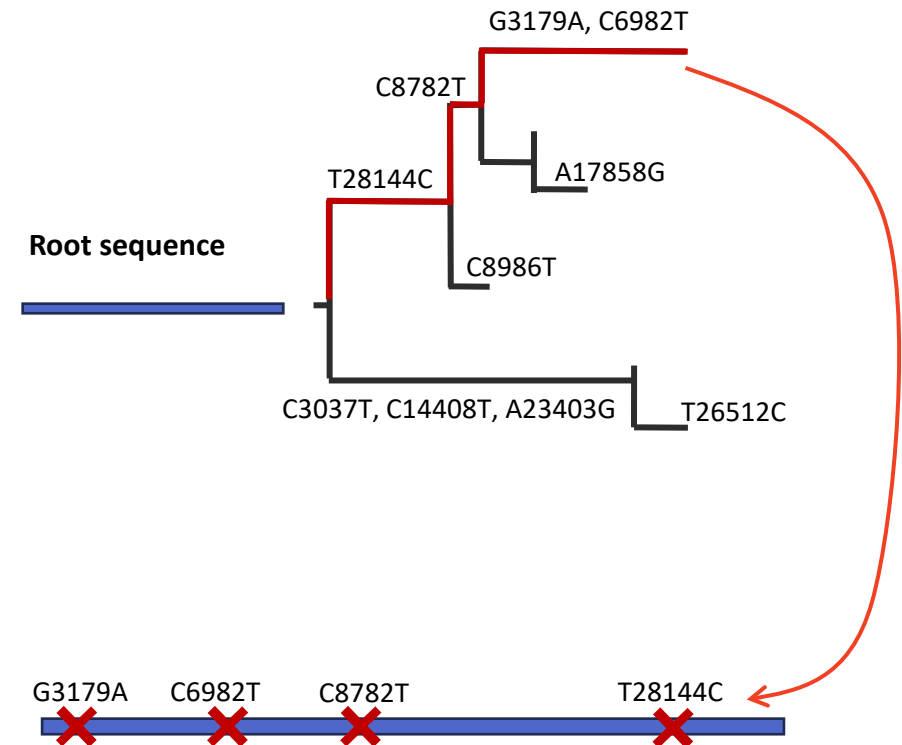 G3179A, C6982T
C8782T
A17858G
T28144C
Root sequence
C8986T
C3037T, C14408T, A23403G
T26512C
G3179A C6982T C8782T T28144C